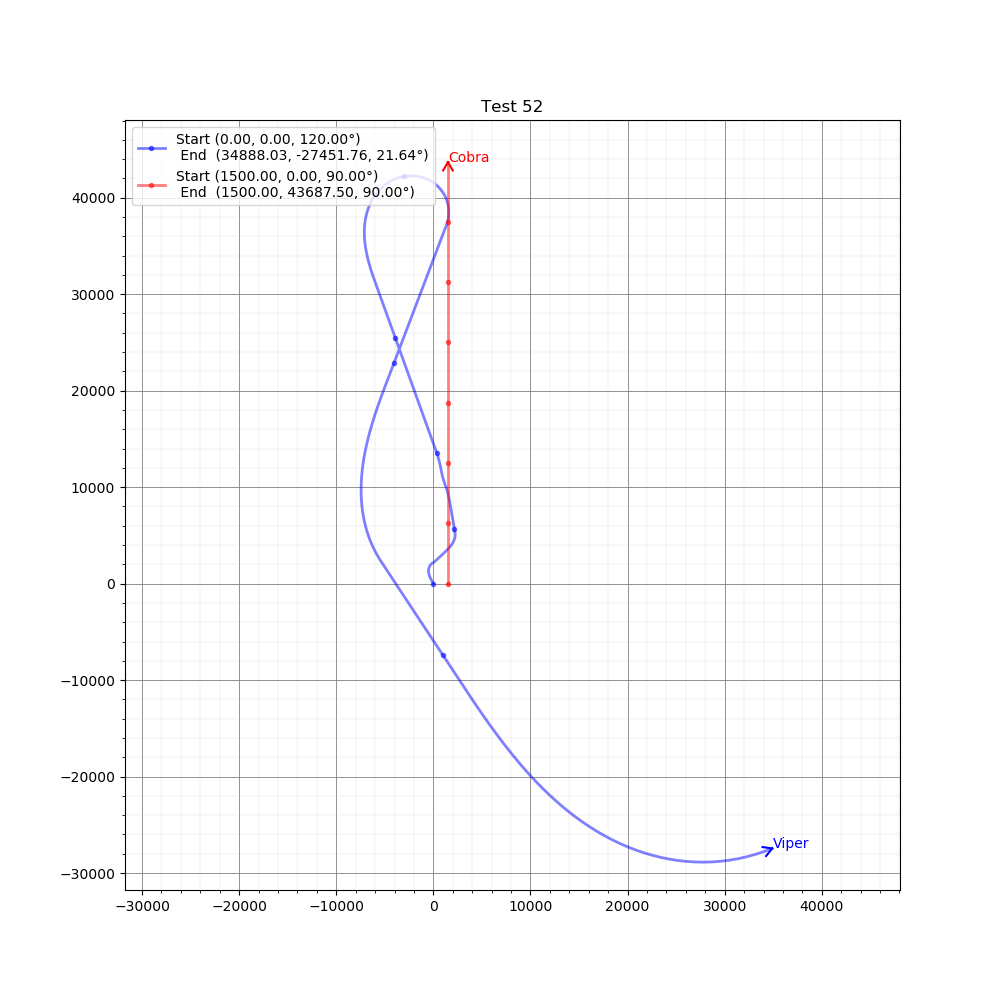 Test 52
Start (0.00, 0.00, 120.00°)
End  (34888.03, -27451.76, 21.64°)
Start (1500.00, 0.00, 90.00°)
End  (1500.00, 43687.50, 90.00°)
Cobra
40000
30000
20000
10000
0
−10000
−20000
−30000
Viper
−30000 −20000 −10000 0 10000 20000 30000 40000